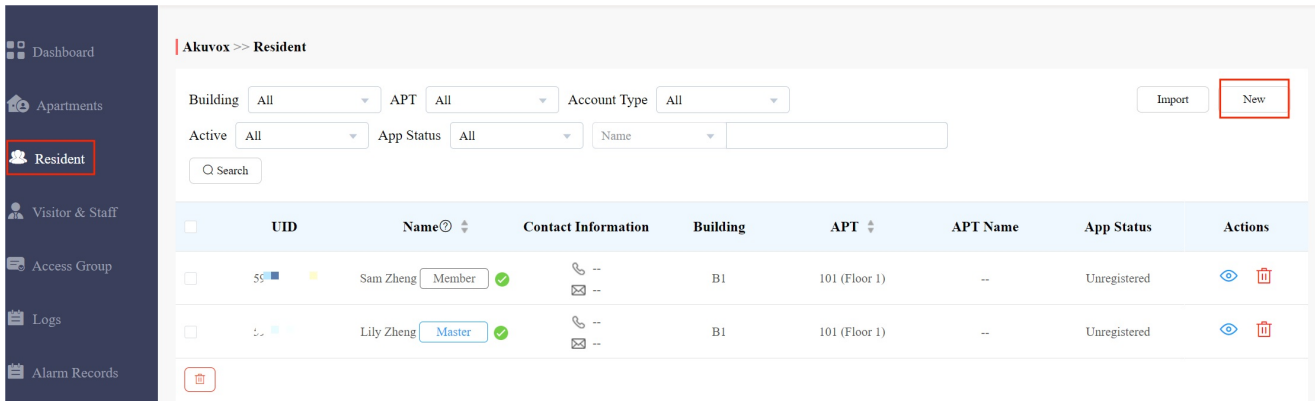 Dashboard
Apartments
Resident
Visitor & Staff
Access Group
Logs
Alarm Records
Akuvox >> Resident
Building All APT All Account Type All Import New
Active All App Status All Name
Search
UID Name Contact Information Building APT APT Name App Status Actions
Sam Zheng Member -- B1 101 (Floor 1) -- Unregistered
--
Lily Zheng Master -- B1 101 (Floor 1) -- Unregistered
--